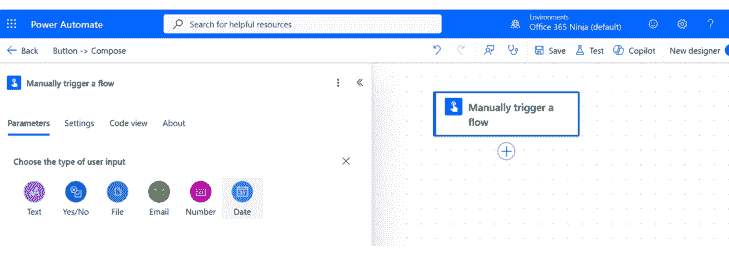 Power Automate
Search for helpful resources
Environments
Office 365 Ninja (default)
?
Back
Button -> Compose
Save
Test
Copilot
New designer
Manually trigger a flow
Parameters
Settings
Code view
About
Choose the type of user input
Text
Yes/No
File
Email
Number
Date
Manually trigger a
flow